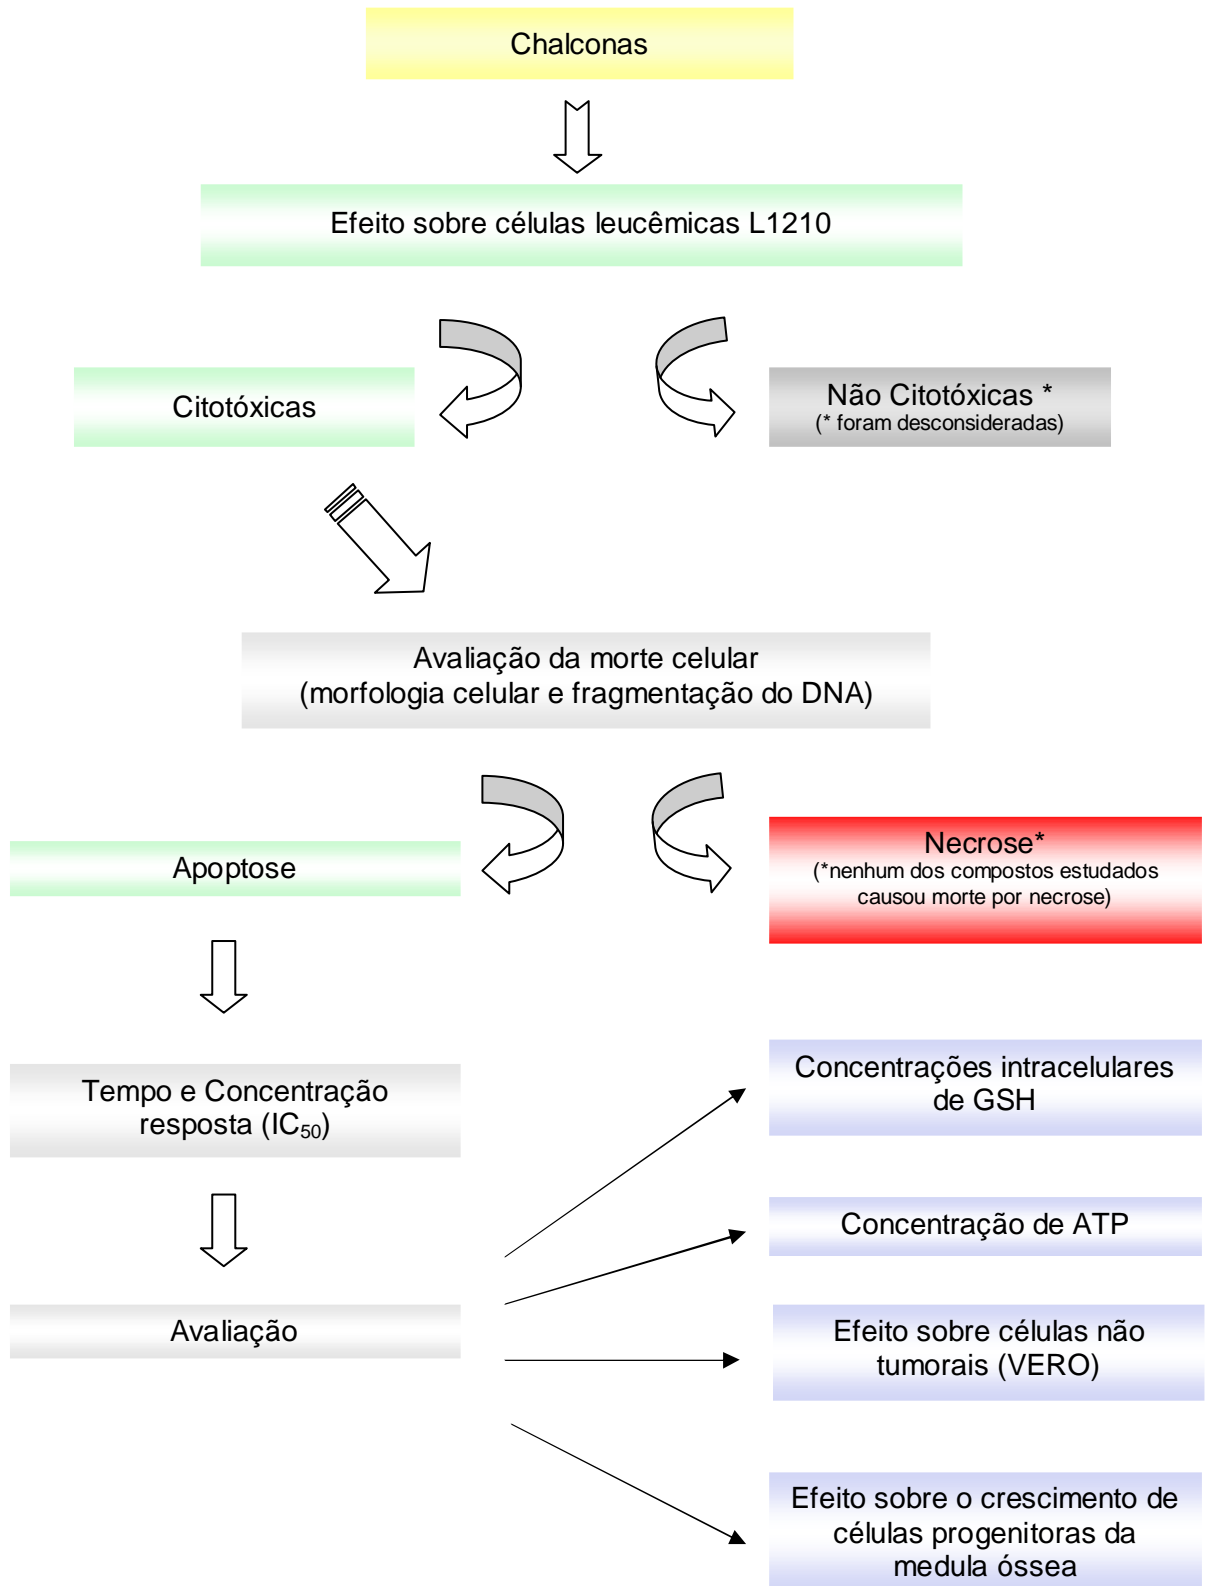 Chalconas
Efeito sobre células leucêmicas L1210
Citotóxicas
Não Citotóxicas *
(* foram desconsideradas)
Avaliação da morte celular
(morfologia celular e fragmentação do DNA)
Apoptose
Necrose*
(*nenhum dos compostos estudados
causou morte por necrose)
Tempo e Concentração
resposta (IC₅₀)
Avaliação
Concentrações intracelulares
de GSH
Concentração de ATP
Efeito sobre células não
tumorais (VERO)
Efeito sobre o crescimento de
células progenitoras da
medula óssea